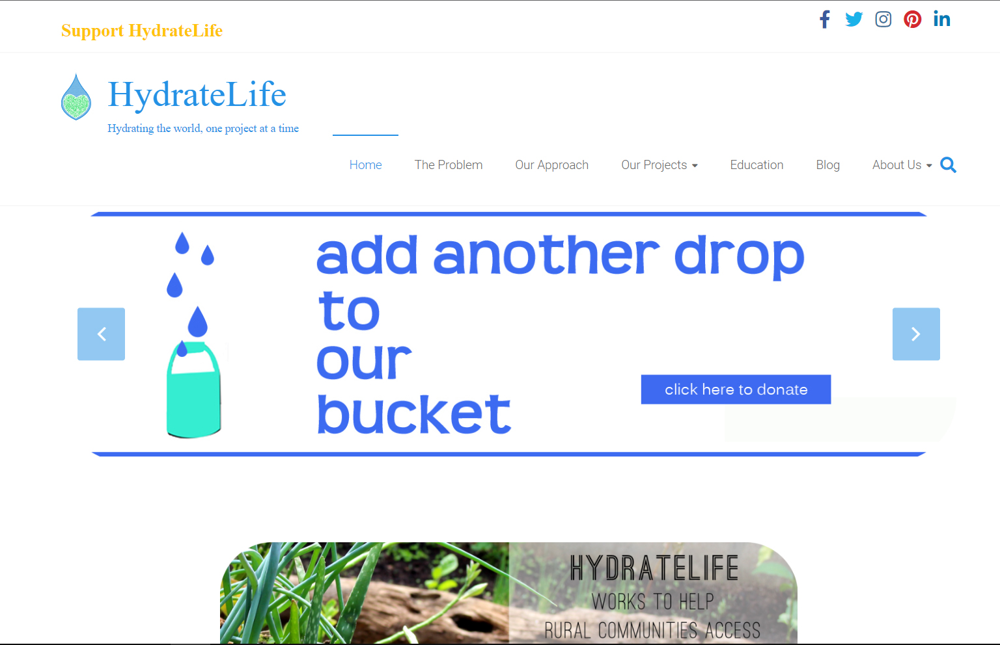 Support HydrateLife
HydrateLife
Hydrating the world, one project at a time
Home The Problem Our Approach Our Projects Education Blog About Us
add another drop
to
our
bucket
click here to donate
HYDRATELIFE
WORKS TO HELP
RURAL COMMUNITIES ACCESS